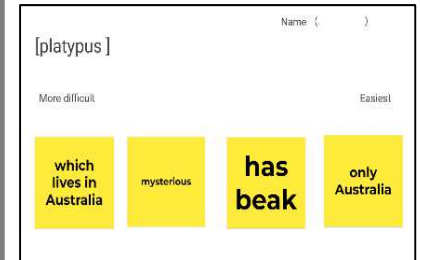 Name ( )
[platypus ]
More difficult Easiest
which
lives in
Australia
mysterious
has
beak
only
Australia